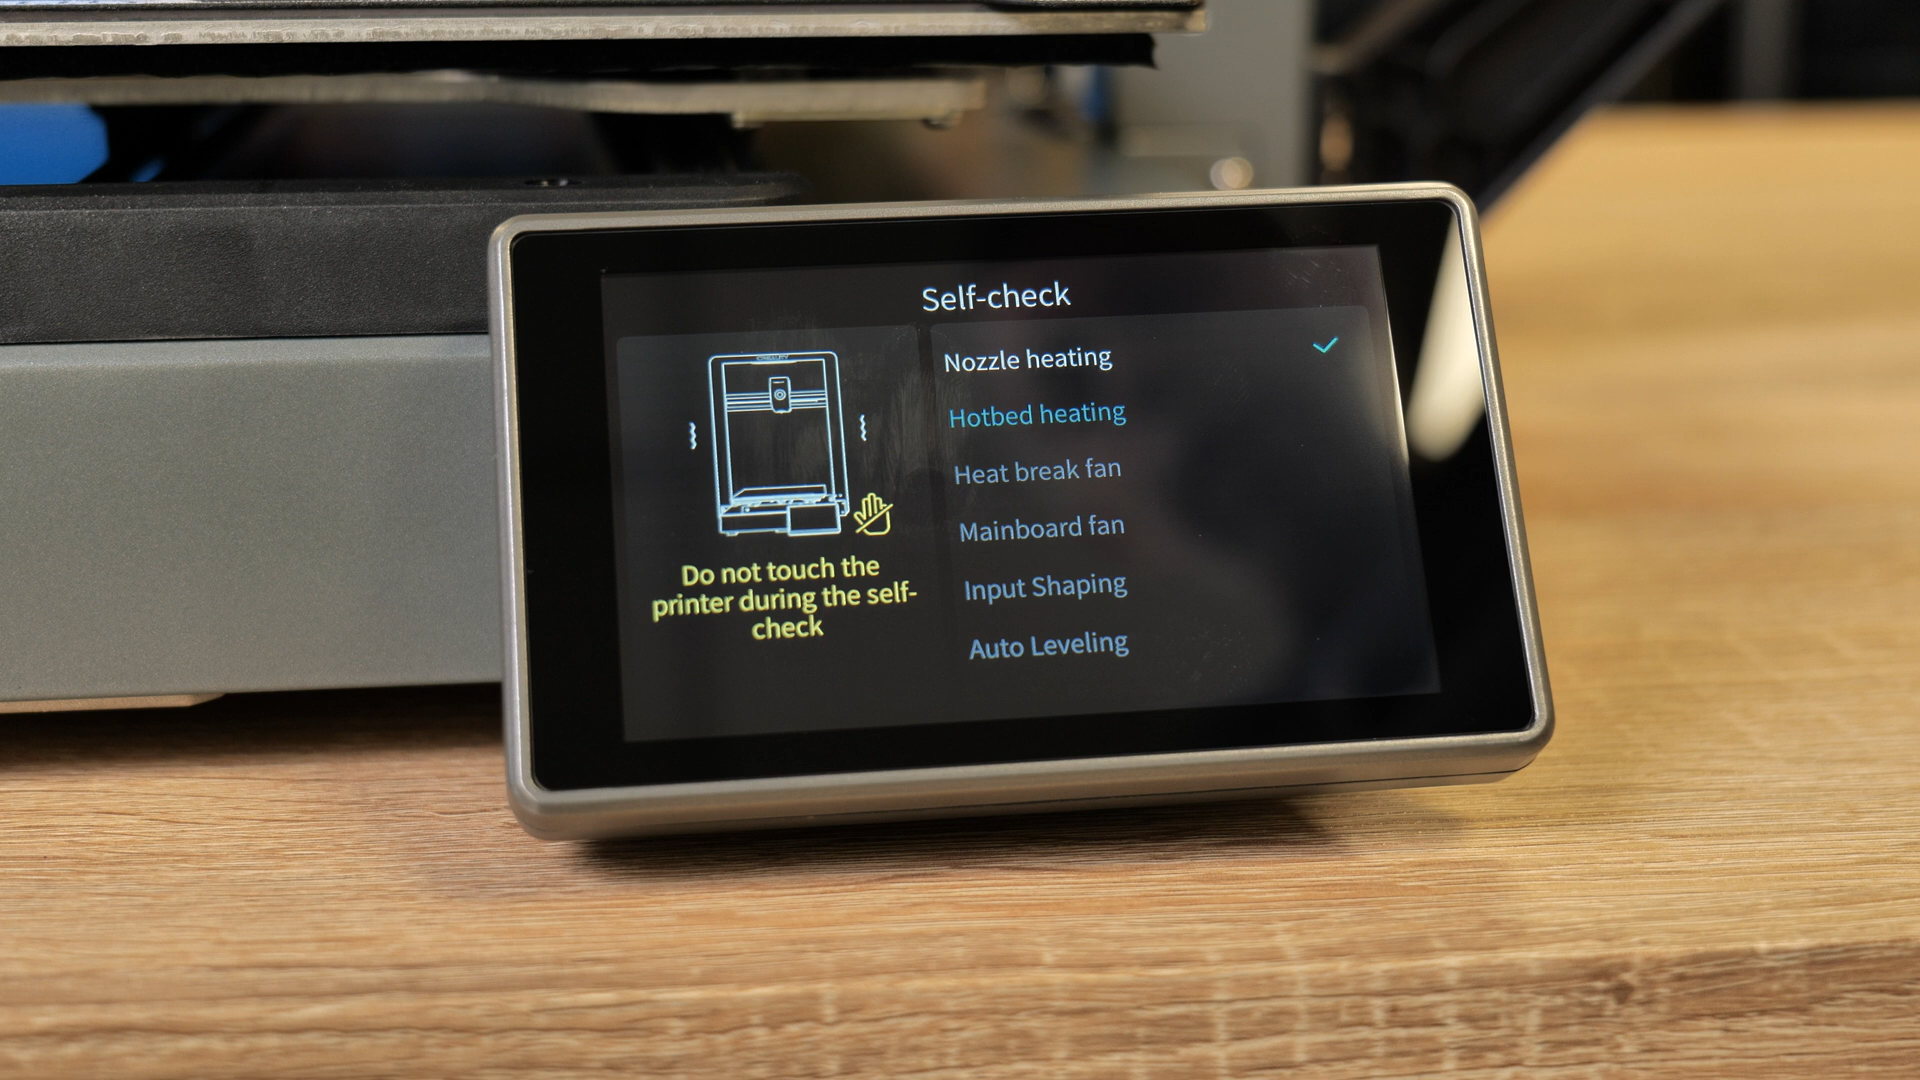 Self-check
Nozzle heating
Hotbed heating
Heat break fan
Mainboard fan
Input Shaping
Auto Leveling
Do not touch the
printer during the self-
check